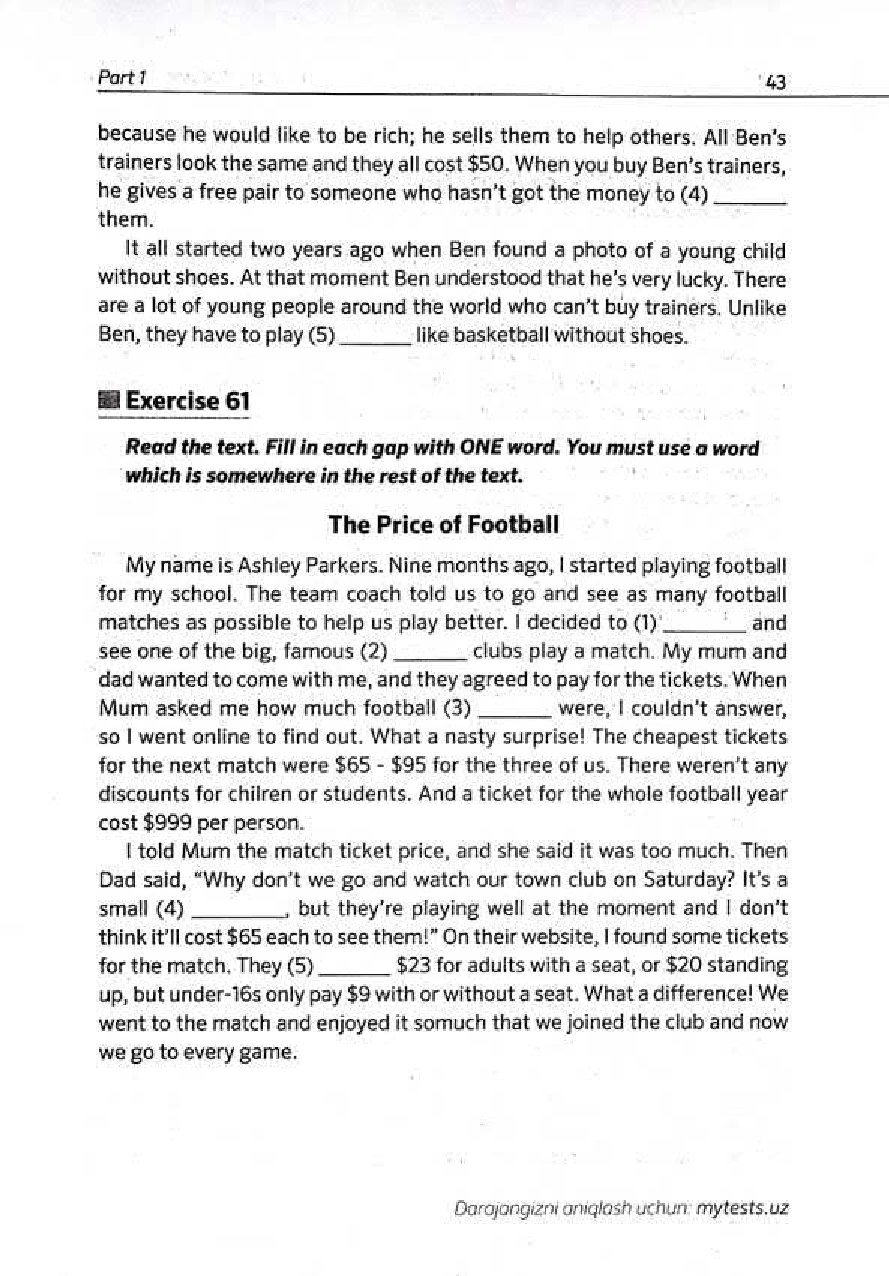 Part 1
43
because he would like to be rich; he sells them to help others. All Ben's
trainers look the same and they all cost $50. When you buy Ben's trainers,
he gives a free pair to someone who hasn't got the money to (4) _______
them.
It all started two years ago when Ben found a photo of a young child
without shoes. At that moment Ben understood that he's very lucky. There
are a lot of young people around the world who can't buy trainers. Unlike
Ben, they have to play (5) _______ like basketball without shoes.
Exercise 61
Read the text. Fill in each gap with ONE word. You must use a word
which is somewhere in the rest of the text.
The Price of Football
My name is Ashley Parkers. Nine months ago, I started playing football
for my school. The team coach told us to go and see as many football
matches as possible to help us play better. I decided to (1) ________ and
see one of the big, famous (2) _______ clubs play a match. My mum and
dad wanted to come with me, and they agreed to pay for the tickets. When
Mum asked me how much football (3) _______ were, I couldn't answer,
so I went online to find out. What a nasty surprise! The cheapest tickets
for the next match were $65 - $95 for the three of us. There weren't any
discounts for chilren or students. And a ticket for the whole football year
cost $999 per person.
I told Mum the match ticket price, and she said it was too much. Then
Dad said, "Why don't we go and watch our town club on Saturday? It's a
small (4) _________, but they're playing well at the moment and I don't
think it'll cost $65 each to see them!" On their website, I found some tickets
for the match. They (5) _______ $23 for adults with a seat, or $20 standing
up, but under-16s only pay $9 with or without a seat. What a difference! We
went to the match and enjoyed it somuch that we joined the club and now
we go to every game.
Darajangizni aniqlash uchun: mytests.uz